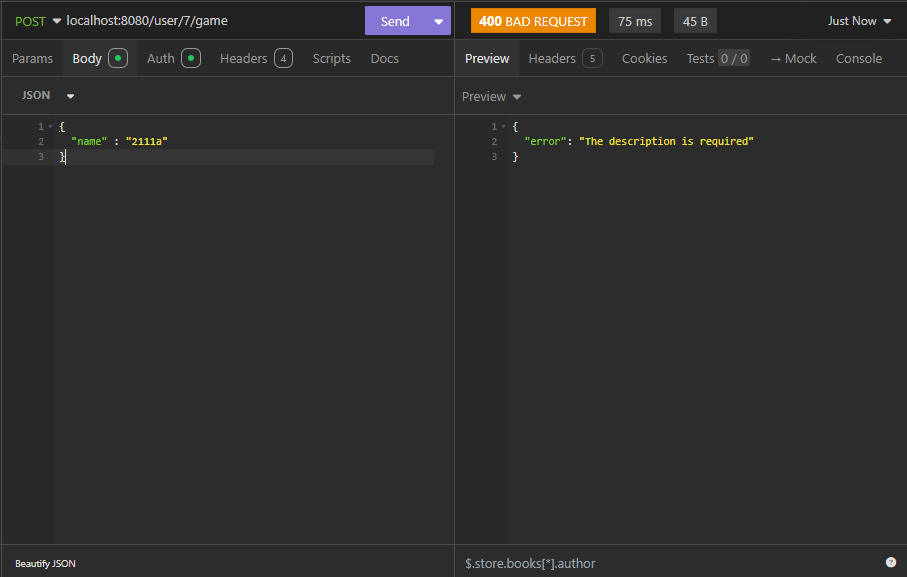 POST localhost:8080/user/7/game Send
400 BAD REQUEST 75 ms 45 B Just Now
Params Body Auth Headers 4 Scripts Docs
Preview Headers 5 Cookies Tests 0 / 0 → Mock Console
JSON
Preview
1 {
2 "name" : "2111a"
3 }
1 {
2 "error": "The description is required"
3 }
Beautify JSON
$.store.books[*].author ?